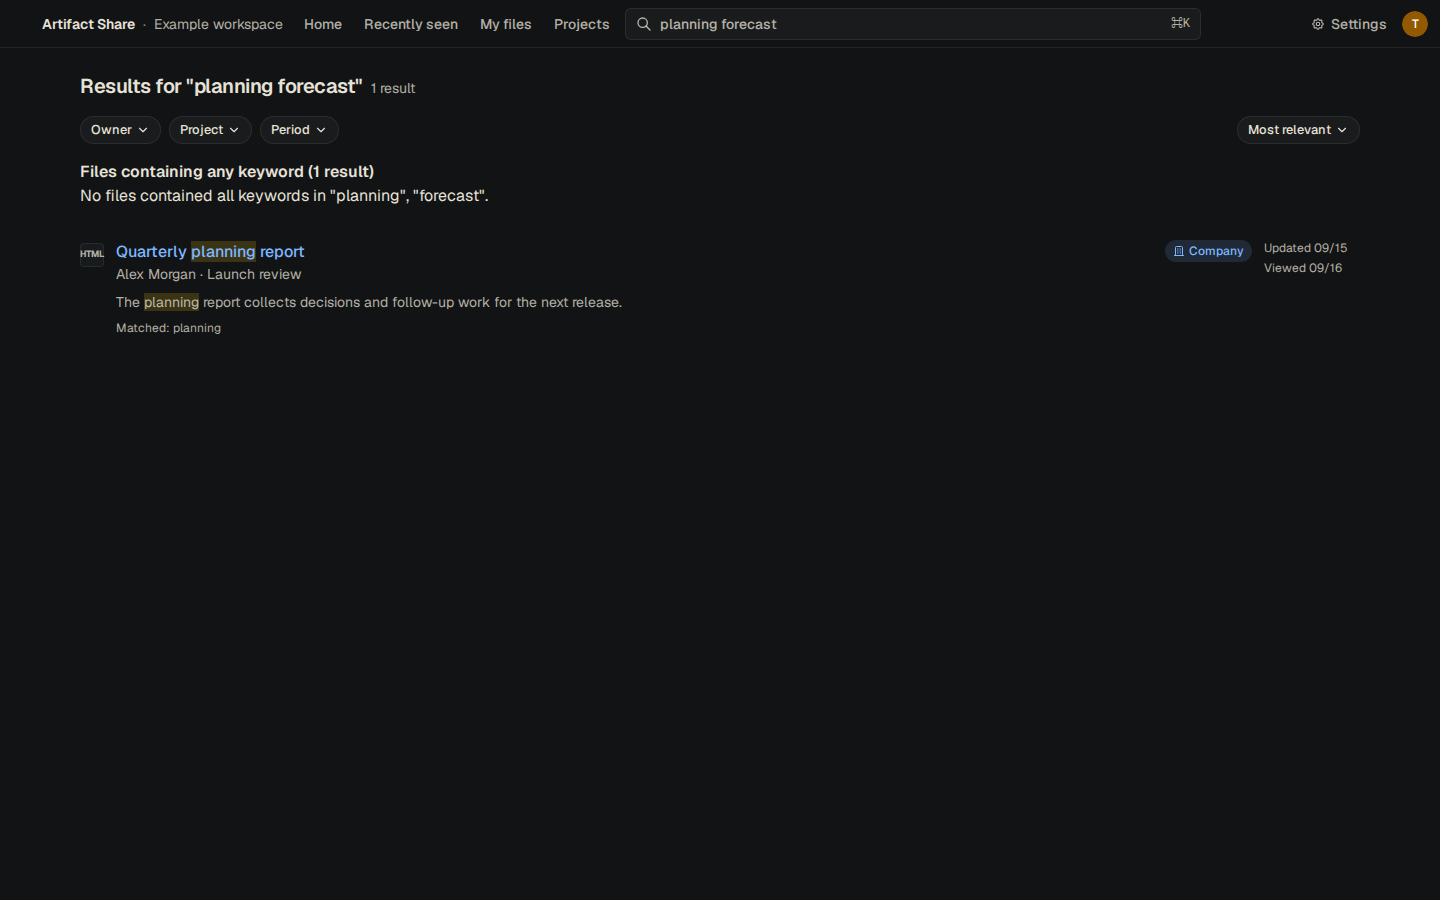 Artifact Share · Example workspace Home Recently seen My files Projects planning forecast ⌘K Settings T
Results for "planning forecast" 1 result
Owner Project Period Most relevant
Files containing any keyword (1 result)
No files contained all keywords in "planning", "forecast".
HTML Quarterly planning report Company Updated 09/15
Alex Morgan · Launch review Viewed 09/16
The planning report collects decisions and follow-up work for the next release.
Matched: planning